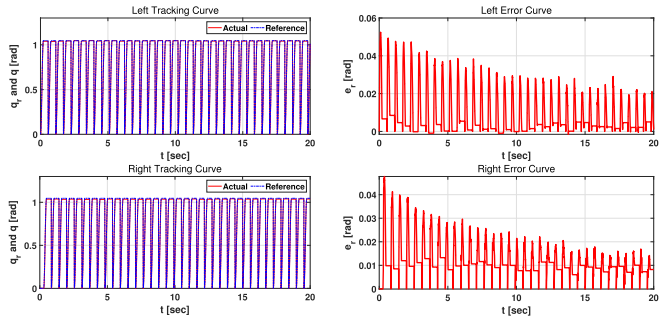 Left Tracking Curve
Actual Reference
1
0.5
0
q_r and q [rad]
0 5 10 15 20
t [sec]
Left Error Curve
0.06
0.04
0.02
0
e_r [rad]
0 5 10 15 20
t [sec]
Right Tracking Curve
Actual Reference
1
0.5
0
q_r and q [rad]
0 5 10 15 20
t [sec]
Right Error Curve
0.04
0.03
0.02
0.01
0
e_r [rad]
0 5 10 15 20
t [sec]